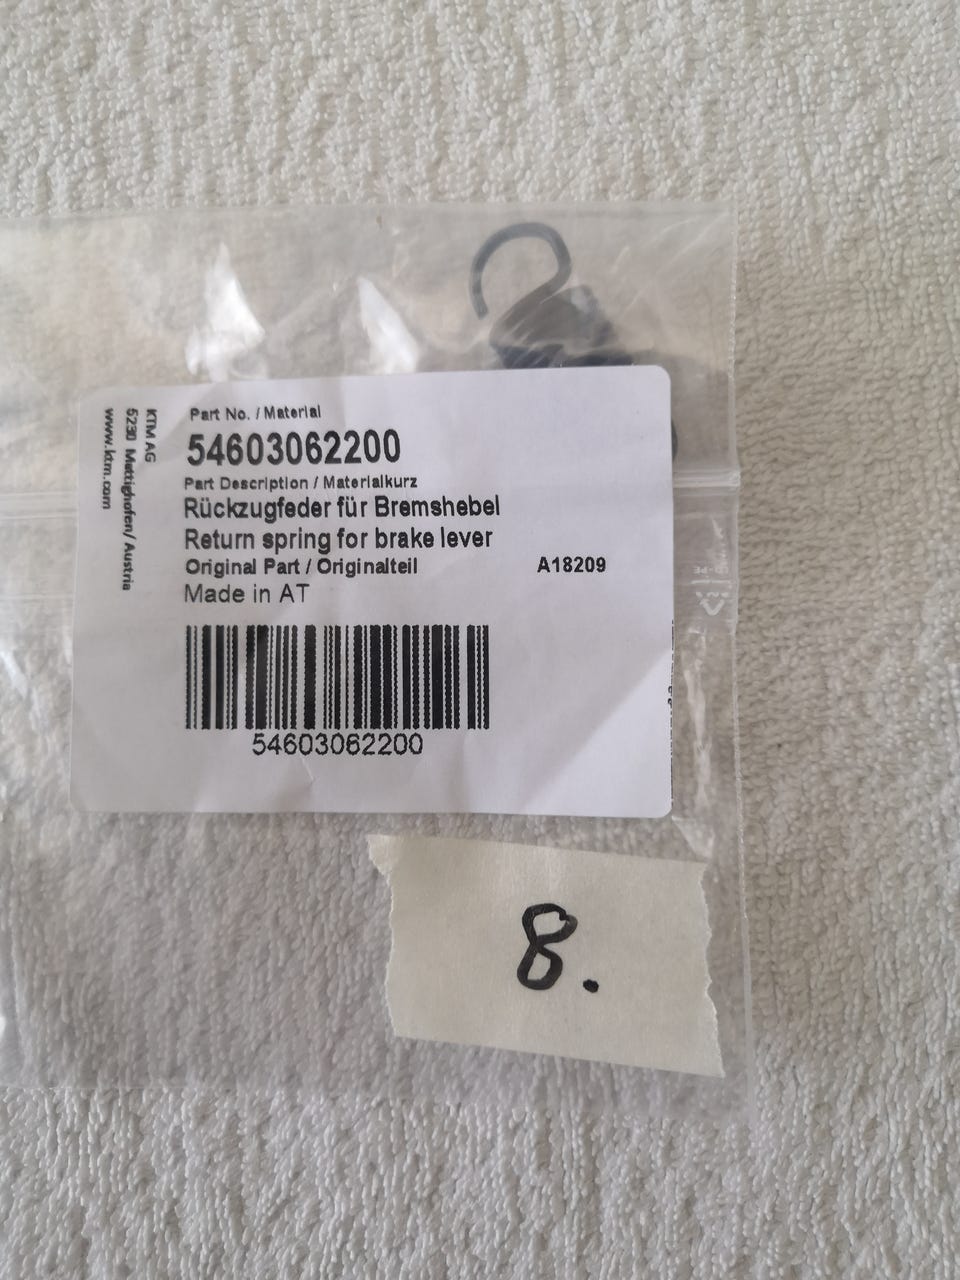 Part No. / Material
54603062200
Part Description / Materialkurz
Rückzugfeder für Bremshebel
Return spring for brake lever
Original Part / Originalteil A18209
Made in AT
54603062200
KTM AG
5230 Mattighofen/ Austria
www.ktm.com
8.